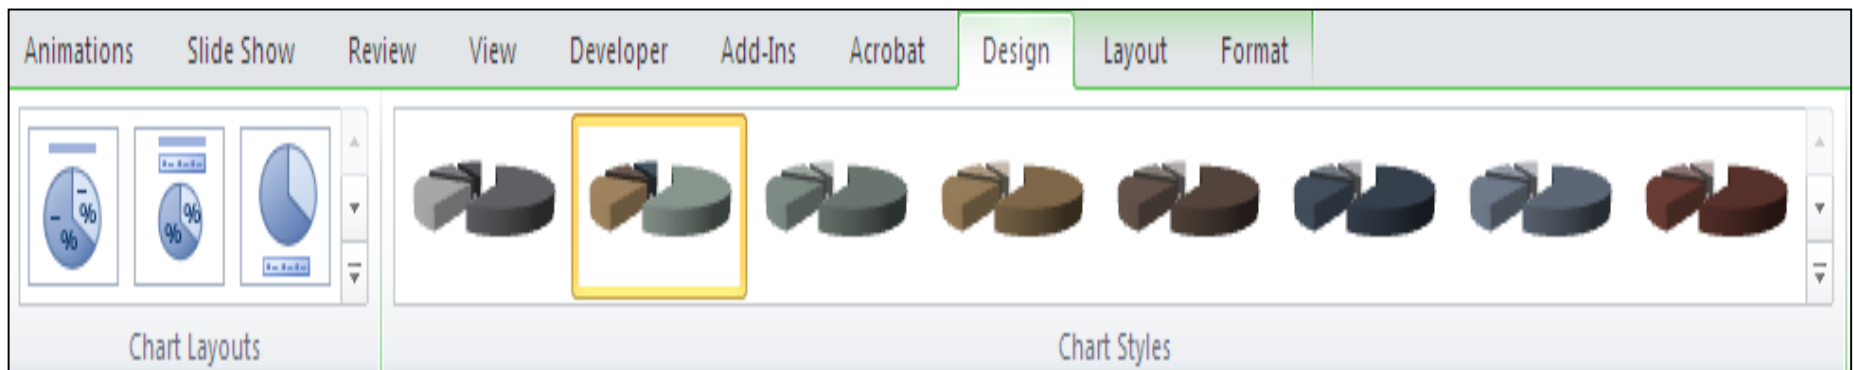 Animations Slide Show Review View Developer Add-Ins Acrobat Design Layout Format
% %
% %
Chart Layouts Chart Styles